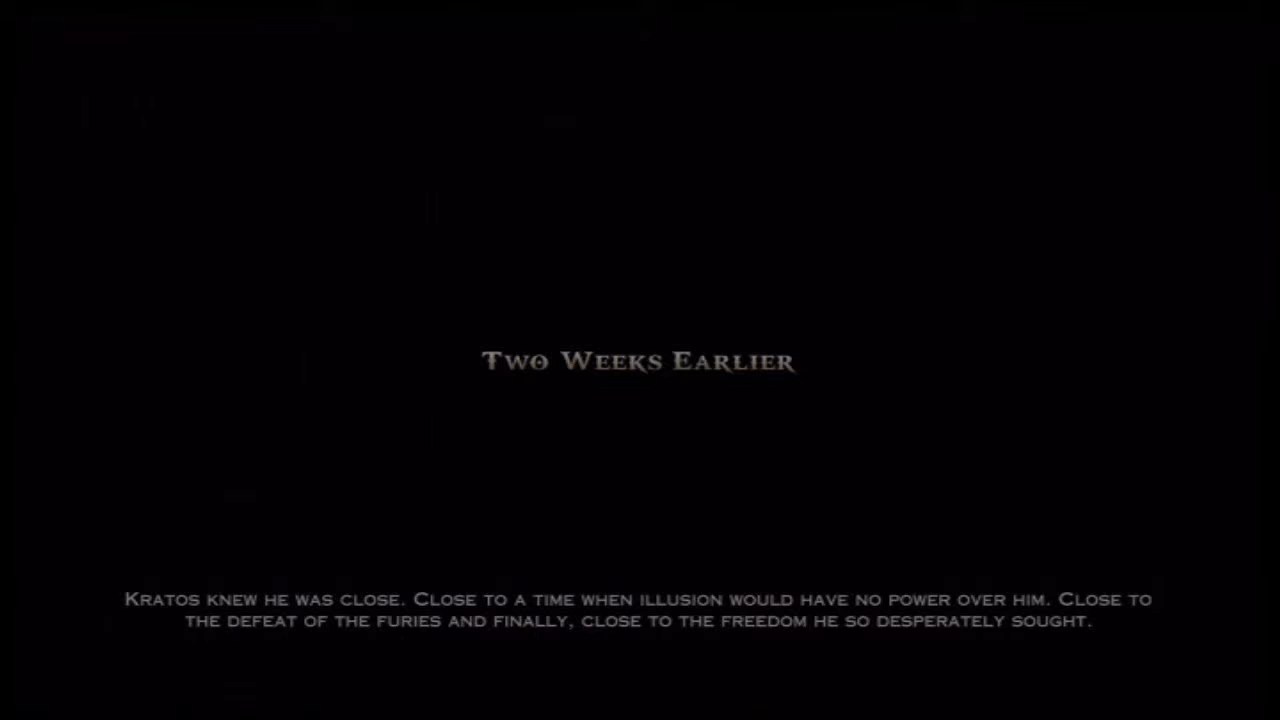 Two Weeks Earlier
Kratos knew he was close. Close to a time when illusion would have no power over him. Close to
the defeat of the Furies and finally, close to the freedom he so desperately sought.